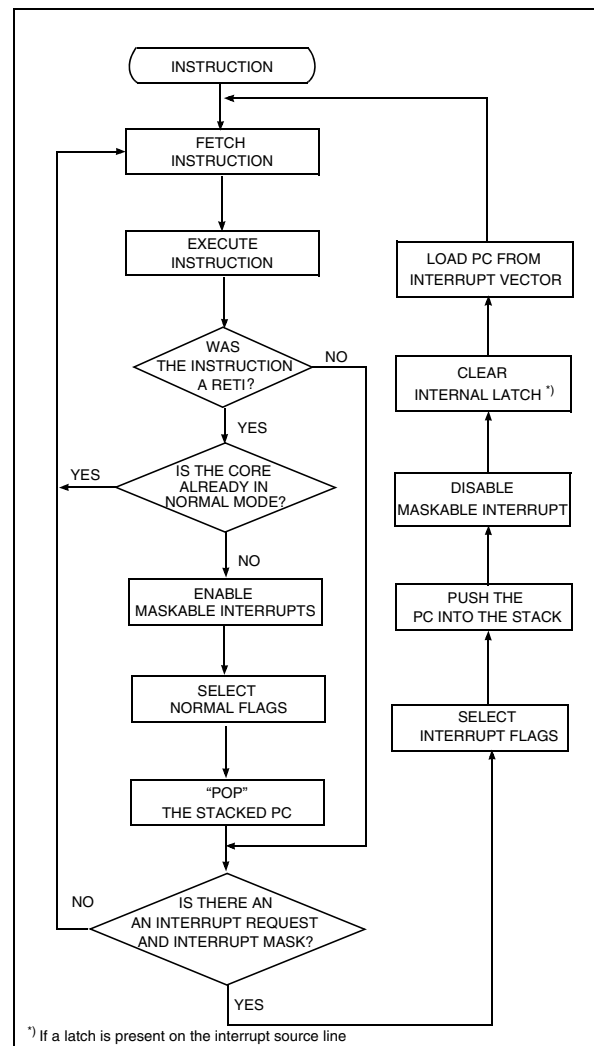 INSTRUCTION
FETCH
INSTRUCTION
EXECUTE
INSTRUCTION
WAS
THE INSTRUCTION
A RETI?
NO
YES
IS THE CORE
ALREADY IN
NORMAL MODE?
YES
NO
ENABLE
MASKABLE INTERRUPTS
SELECT
NORMAL FLAGS
“POP”
THE STACKED PC
IS THERE AN
AN INTERRUPT REQUEST
AND INTERRUPT MASK?
NO
YES
SELECT
INTERRUPT FLAGS
PUSH THE
PC INTO THE STACK
DISABLE
MASKABLE INTERRUPT
CLEAR
INTERNAL LATCH *)
LOAD PC FROM
INTERRUPT VECTOR
*) If a latch is present on the interrupt source line